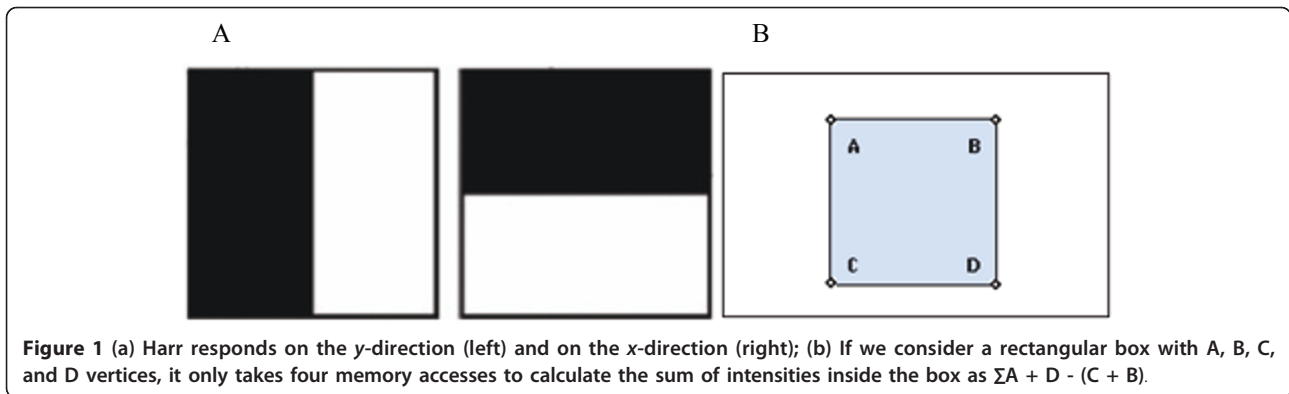 A
B
A B
C D
Figure 1 (a) Harr responds on the y-direction (left) and on the x-direction (right); (b) If we consider a rectangular box with A, B, C,
and D vertices, it only takes four memory accesses to calculate the sum of intensities inside the box as ∑A + D - (C + B).